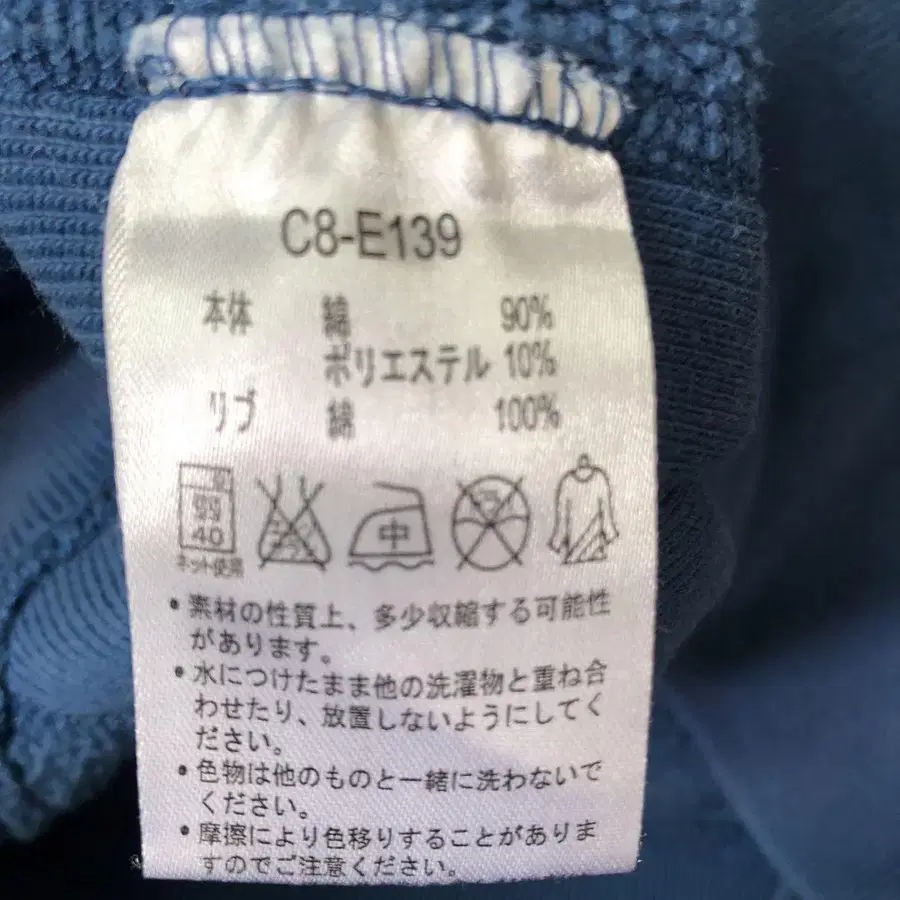 C8-E139
本体 綿 90%
ポリエステル 10%
リブ 綿 100%
40 中
ネット使用
・素材の性質上、多少収縮する可能性
があります。
・水につけたまま他の洗濯物と重ね合
わせたり、放置しないようにしてく
ださい。
・色物は他のものと一緒に洗わないで
ください。
・摩擦により色移りすることがありま
すのでご注意ください。